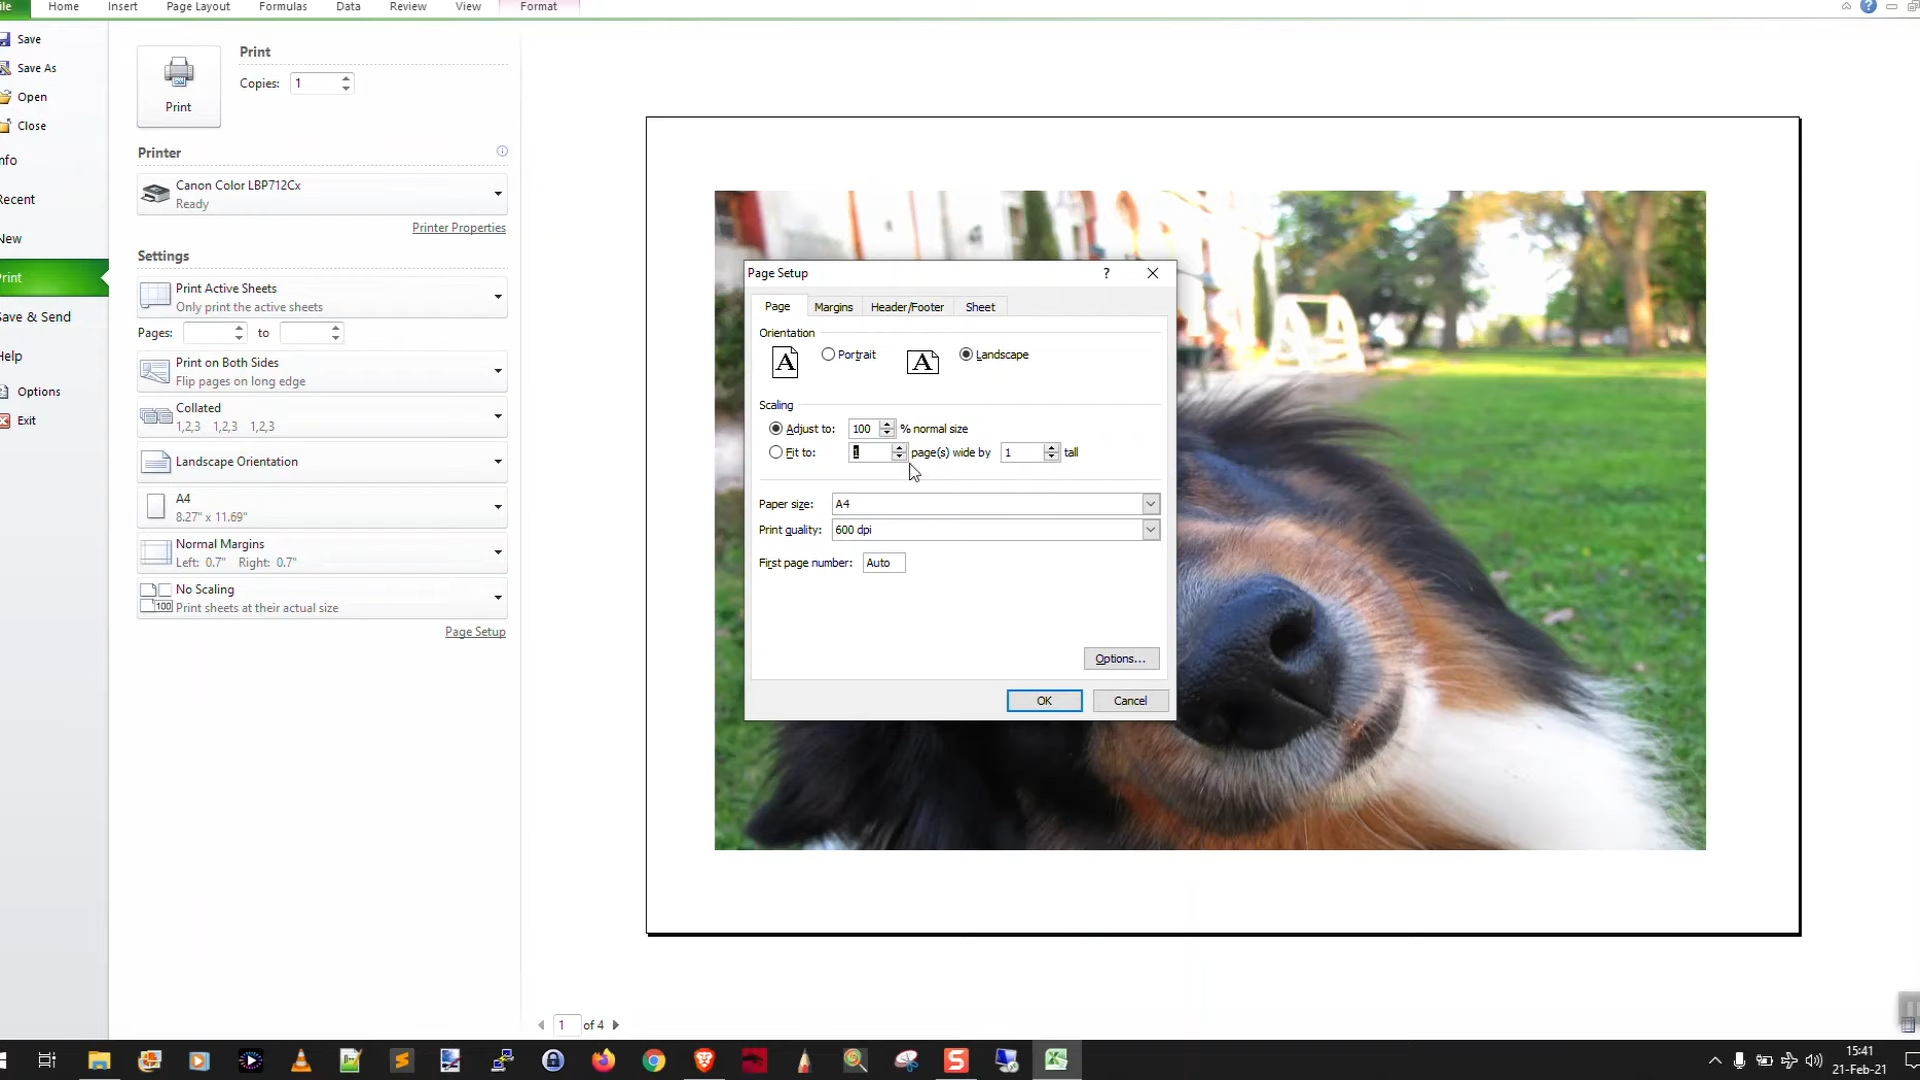 ile
Home
Insert
Page Layout
Formulas
Data
Review
View
Format
Save
Save As
Open
Close
nfo
Recent
New
Print
Save & Send
Help
Options
Exit
Print
Print
Copies: 1
Printer
Canon Color LBP712Cx
Ready
Printer Properties
Settings
Print Active Sheets
Only print the active sheets
Pages: to
Print on Both Sides
Flip pages on long edge
Collated
1,2,3 1,2,3 1,2,3
Landscape Orientation
A4
8.27" x 11.69"
Normal Margins
Left: 0.7" Right: 0.7"
No Scaling
100 Print sheets at their actual size
Page Setup
Page Setup
?
Page Margins Header/Footer Sheet
Orientation
A Portrait A Landscape
Scaling
Adjust to: 100 % normal size
Fit to: 1 page(s) wide by 1 tall
Paper size: A4
Print quality: 600 dpi
First page number: Auto
Options...
OK Cancel
1 of 4
15:41
21-Feb-21